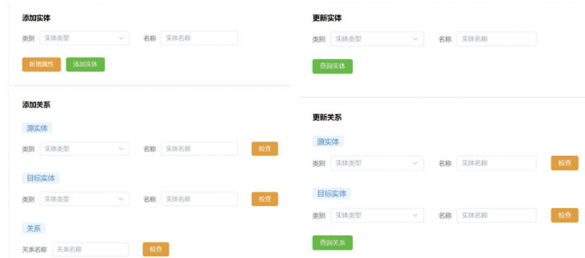 添加实体
类别 实体类型 名称 实体名称
新增属性 添加实体
添加关系
源实体
类别 实体类型 名称 实体名称 检查
目标实体
类别 实体类型 名称 实体名称 检查
关系
关系名称 关系名称 检查
更新实体
类别 实体类型 名称 实体名称
查询实体
更新关系
源实体
类别 实体类型 名称 实体名称 检查
目标实体
类别 实体类型 名称 实体名称 检查
查询关系